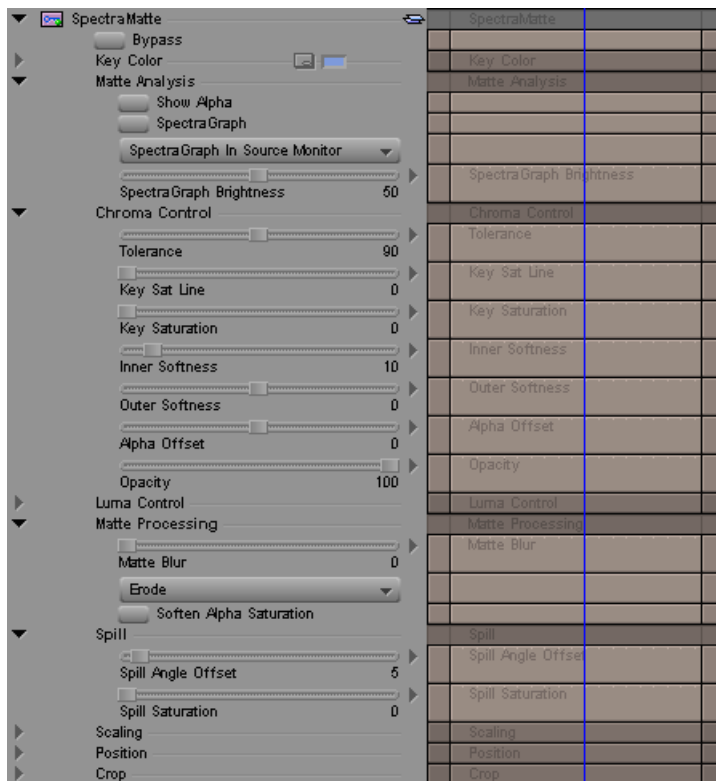 SpectraMatte SpectraMatte
Bypass
Key Color Key Color
Matte Analysis Matte Analysis
Show Alpha
SpectraGraph
SpectraGraph In Source Monitor
SpectraGraph Brightness
SpectraGraph Brightness 50
Chroma Control Chroma Control
Tolerance
Tolerance 90
Key Sat Line
Key Sat Line 0
Key Saturation
Key Saturation 0
Inner Softness
Inner Softness 10
Outer Softness
Outer Softness 0
Alpha Offset
Alpha Offset 0
Opacity
Opacity 100
Luma Control Luma Control
Matte Processing Matte Processing
Matte Blur
Matte Blur 0
Erode
Soften Alpha Saturation
Spill Spill
Spill Angle Offset
Spill Angle Offset 5
Spill Saturation
Spill Saturation 0
Scaling Scaling
Position Position
Crop Crop